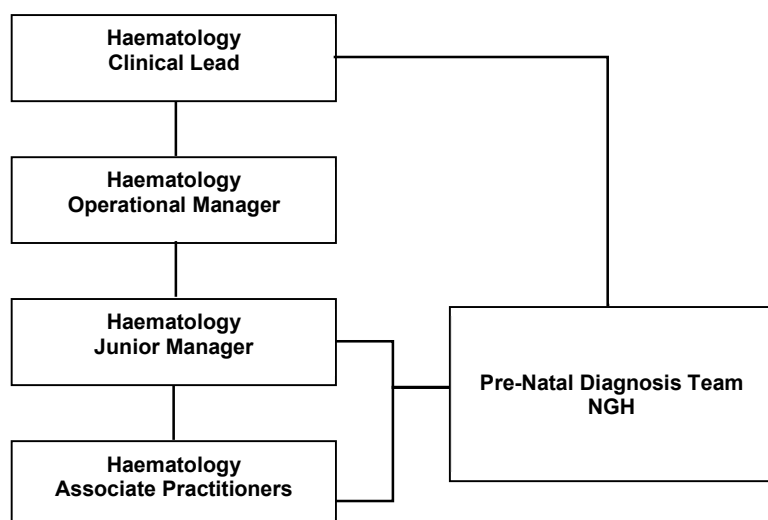 Haematology
Clinical Lead
Haematology
Operational Manager
Haematology
Junior Manager
Pre-Natal Diagnosis Team
NGH
Haematology
Associate Practitioners